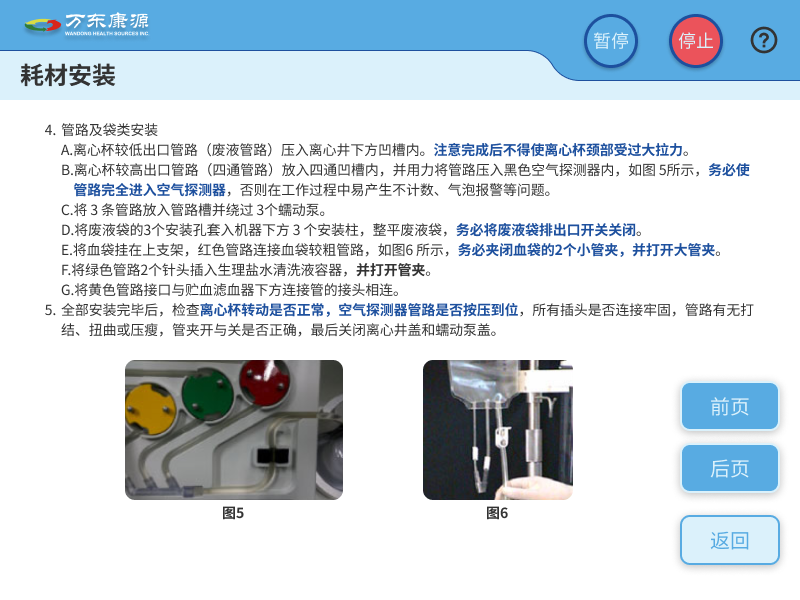 万东康源
WANDONG HEALTH SOURCES INC.
暂停
停止
?
耗材安装
4. 管路及袋类安装
A.离心杯较低出口管路（废液管路）压入离心井下方凹槽内。注意完成后不得使离心杯颈部受过大拉力。
B.离心杯较高出口管路（四通管路）放入四通凹槽内，并用力将管路压入黑色空气探测器内，如图 5所示，务必使
管路完全进入空气探测器，否则在工作过程中易产生不计数、气泡报警等问题。
C.将 3 条管路放入管路槽并绕过 3个蠕动泵。
D.将废液袋的3个安装孔套入机器下方 3 个安装柱，整平废液袋，务必将废液袋排出口开关关闭。
E.将血袋挂在上支架，红色管路连接血袋较粗管路，如图6 所示，务必夹闭血袋的2个小管夹，并打开大管夹。
F.将绿色管路2个针头插入生理盐水清洗液容器，并打开管夹。
G.将黄色管路接口与贮血滤血器下方连接管的接头相连。
5. 全部安装完毕后，检查离心杯转动是否正常，空气探测器管路是否按压到位，所有插头是否连接牢固，管路有无打
结、扭曲或压瘦，管夹开与关是否正确，最后关闭离心井盖和蠕动泵盖。
图5
图6
前页
后页
返回